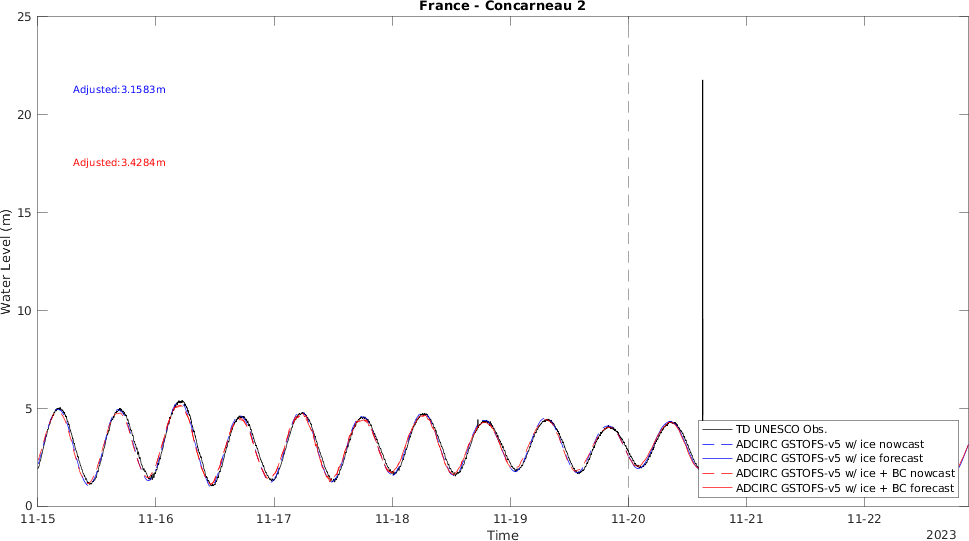 France - Concarneau 2
25
20
15
10
5
0
Water Level (m)
Adjusted:3.1583m
Adjusted:3.4284m
TD UNESCO Obs.
ADCIRC GSTOFS-v5 w/ ice nowcast
ADCIRC GSTOFS-v5 w/ ice forecast
ADCIRC GSTOFS-v5 w/ ice + BC nowcast
ADCIRC GSTOFS-v5 w/ ice + BC forecast
11-15 11-16 11-17 11-18 11-19 11-20 11-21 11-22
Time
2023